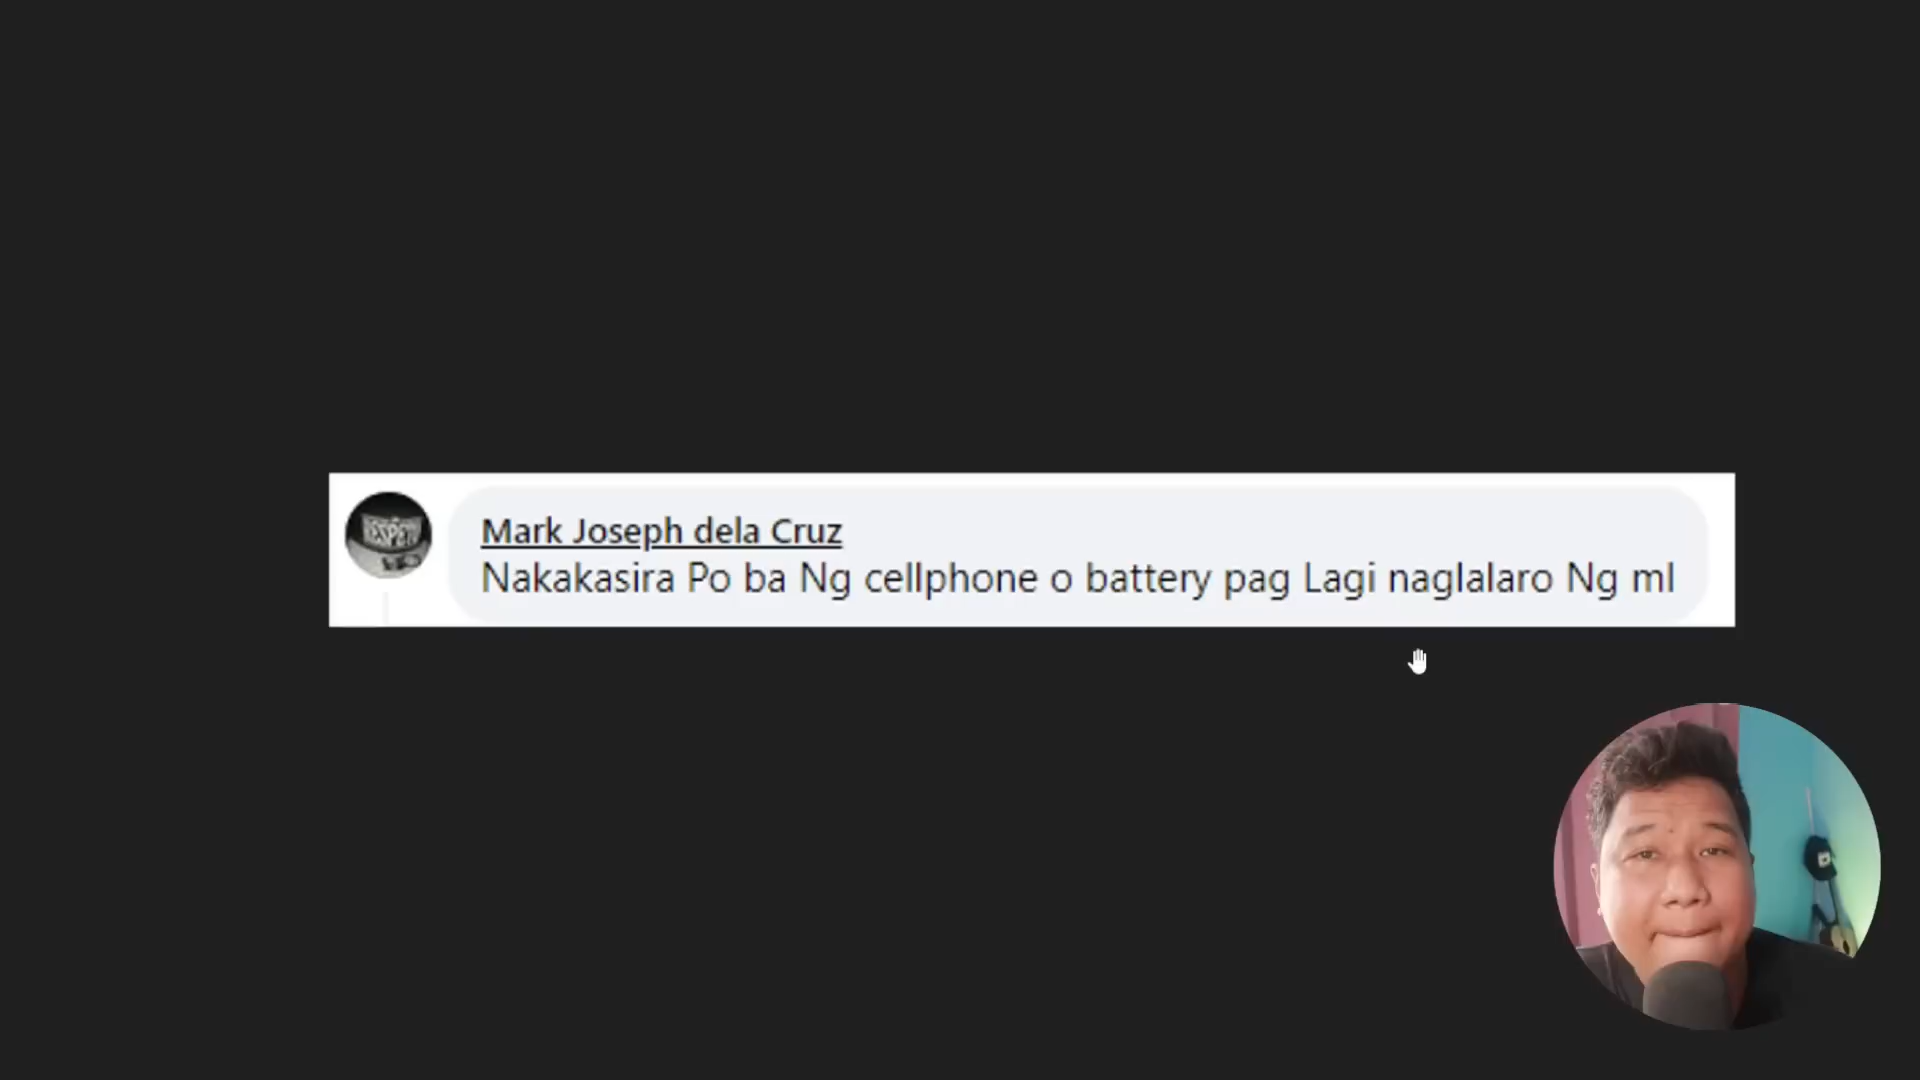 Mark Joseph dela Cruz
Nakakasira Po ba Ng cellphone o battery pag Lagi naglalaro Ng ml